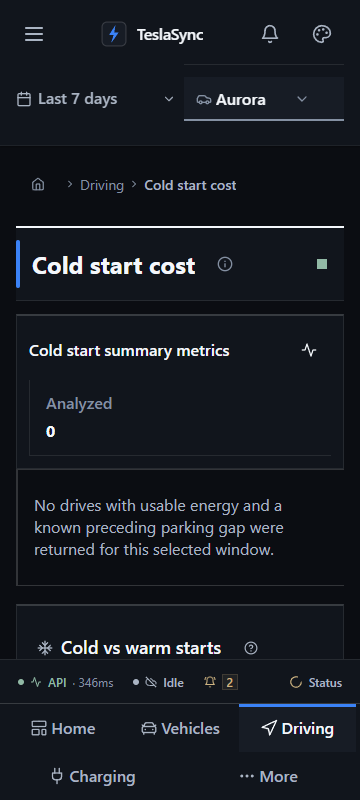 TeslaSync
Last 7 days
Aurora
Driving
Cold start cost
Cold start cost
Cold start summary metrics
Analyzed
0
No drives with usable energy and a
known preceding parking gap were
returned for this selected window.
Cold vs warm starts
API · 346ms
Idle
2
Status
Home
Vehicles
Driving
Charging
More